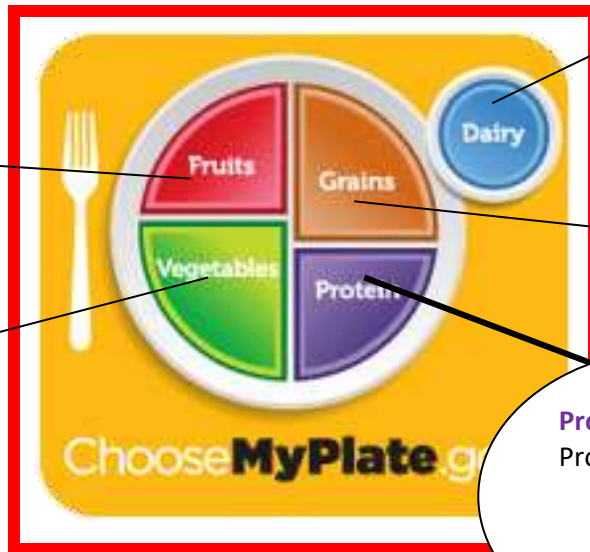 Fruits
Grains
Dairy
Vegetables
Protein
ChooseMyPlate.g
Pro
Pro